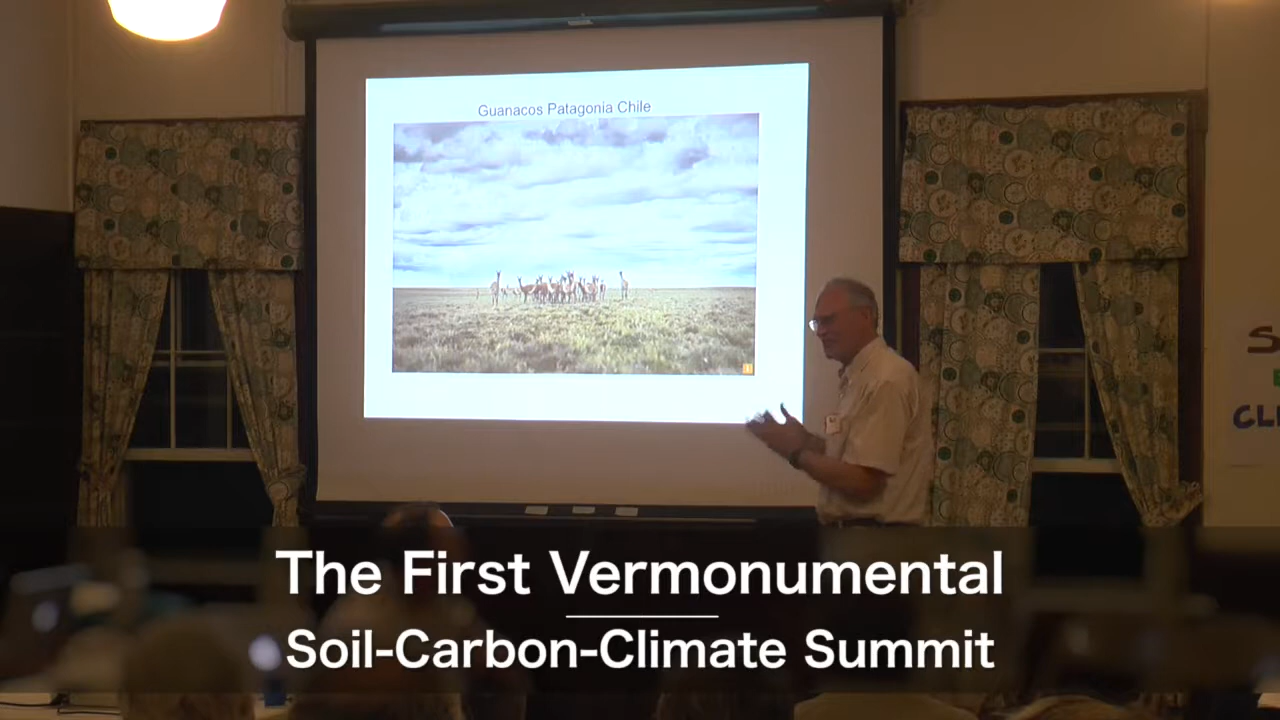 Guanacos Patagonia Chile
The First Vermonumental
Soil-Carbon-Climate Summit